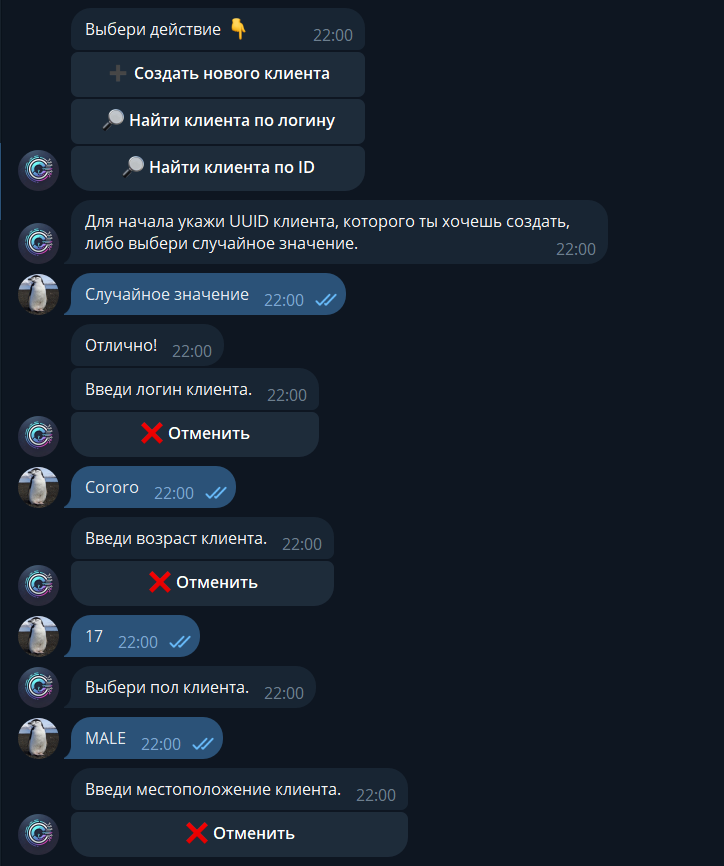 Выбери действие 👇 22:00
➕ Создать нового клиента
🔎 Найти клиента по логину
🔎 Найти клиента по ID
Для начала укажи UUID клиента, которого ты хочешь создать,
либо выбери случайное значение. 22:00
Случайное значение 22:00
Отлично! 22:00
Введи логин клиента. 22:00
❌ Отменить
Cororo 22:00
Введи возраст клиента. 22:00
❌ Отменить
17 22:00
Выбери пол клиента. 22:00
MALE 22:00
Введи местоположение клиента. 22:00
❌ Отменить